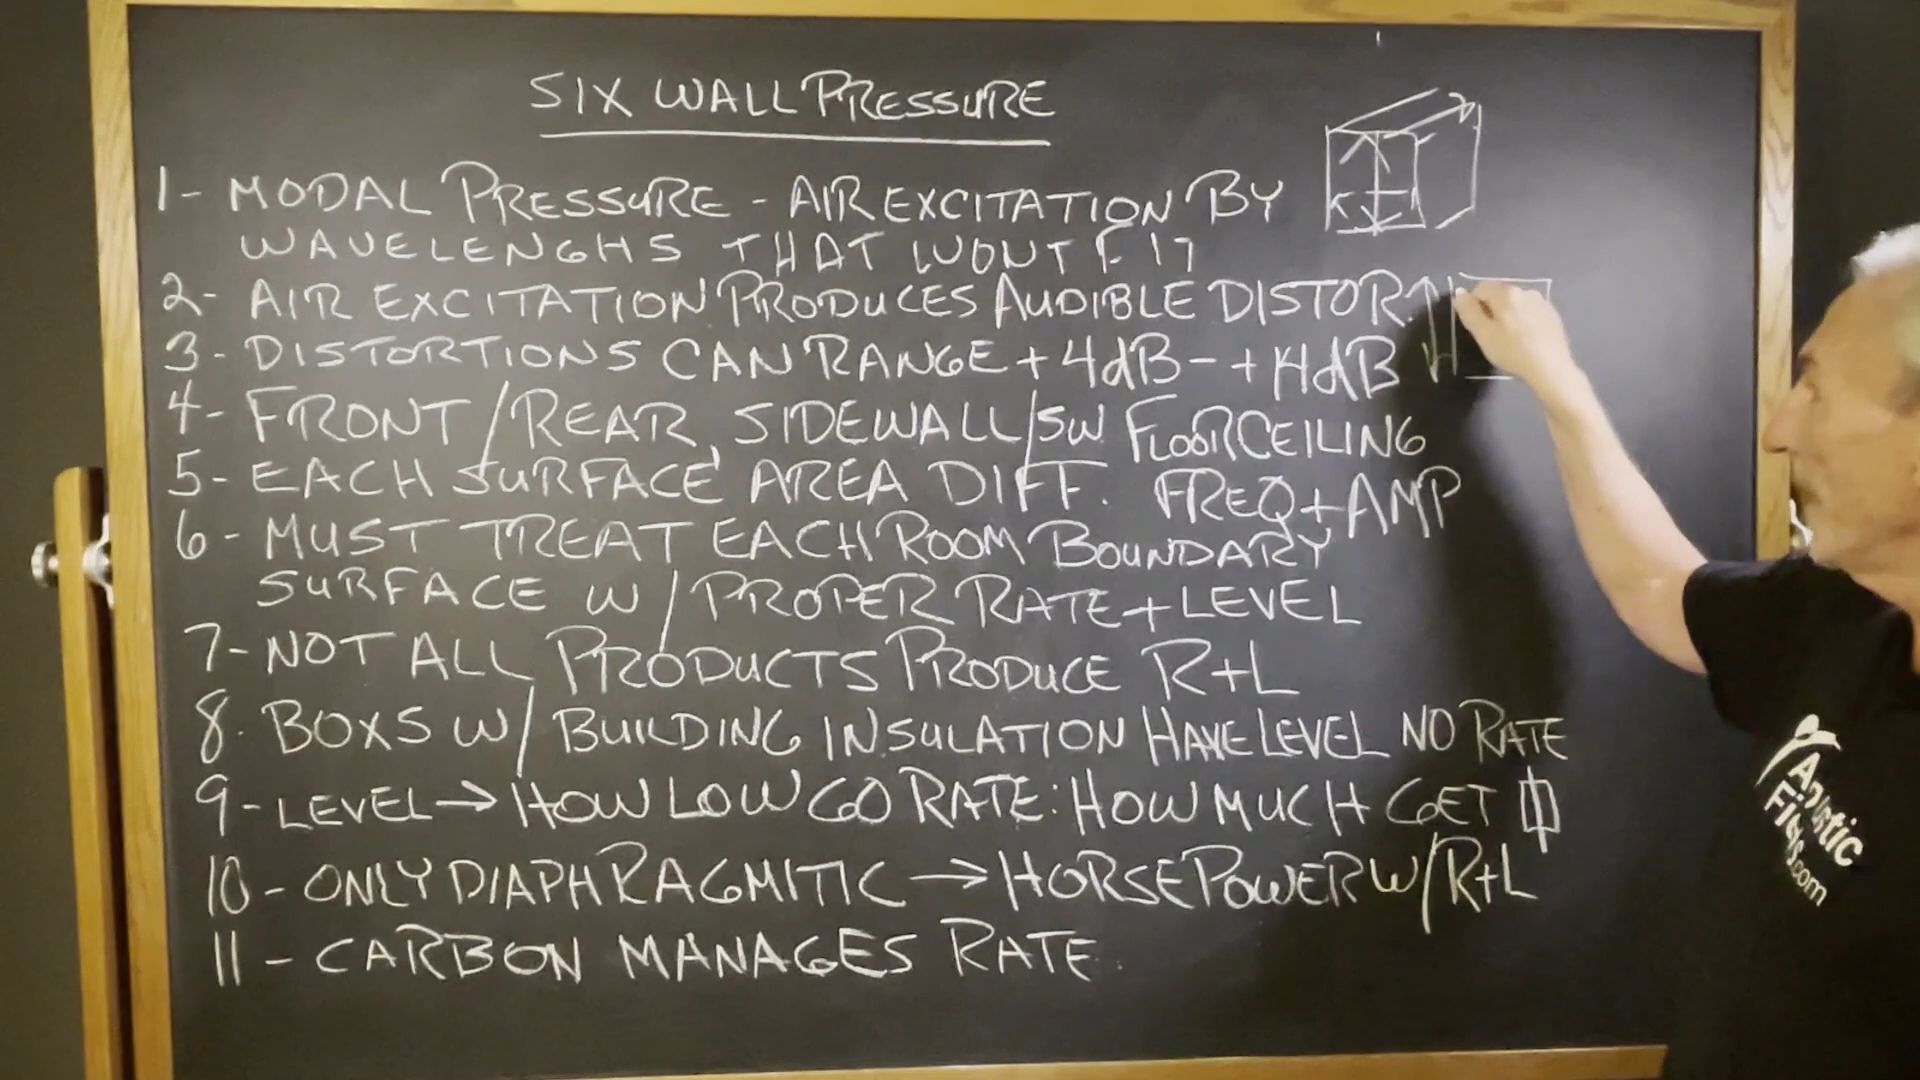 SIX WALL PRESSURE
1- MODAL PRESSURE - AIR EXCITATION BY
WAVELENGHS THAT WONT FIT
2- AIR EXCITATION PRODUCES AUDIBLE DISTOR.
3- DISTORTIONS CAN RANGE +4dB - +14dB
4- FRONT/REAR, SIDEWALL/SW FLOOR CEILING
5- EACH SURFACE AREA DIFF. FREQ + AMP
6- MUST TREAT EACH ROOM BOUNDARY
SURFACE W/ PROPER RATE + LEVEL
7- NOT ALL PRODUCTS PRODUCE R+L
8. BOXS W/ BUILDING INSULATION HAVE LEVEL NO RATE
9- LEVEL → HOW LOW GO RATE: HOW MUCH GET
10- ONLY DIAPHRAGMITIC → HORSEPOWER W/ R+L
11- CARBON MANAGES RATE
Acoustic
Fields.com